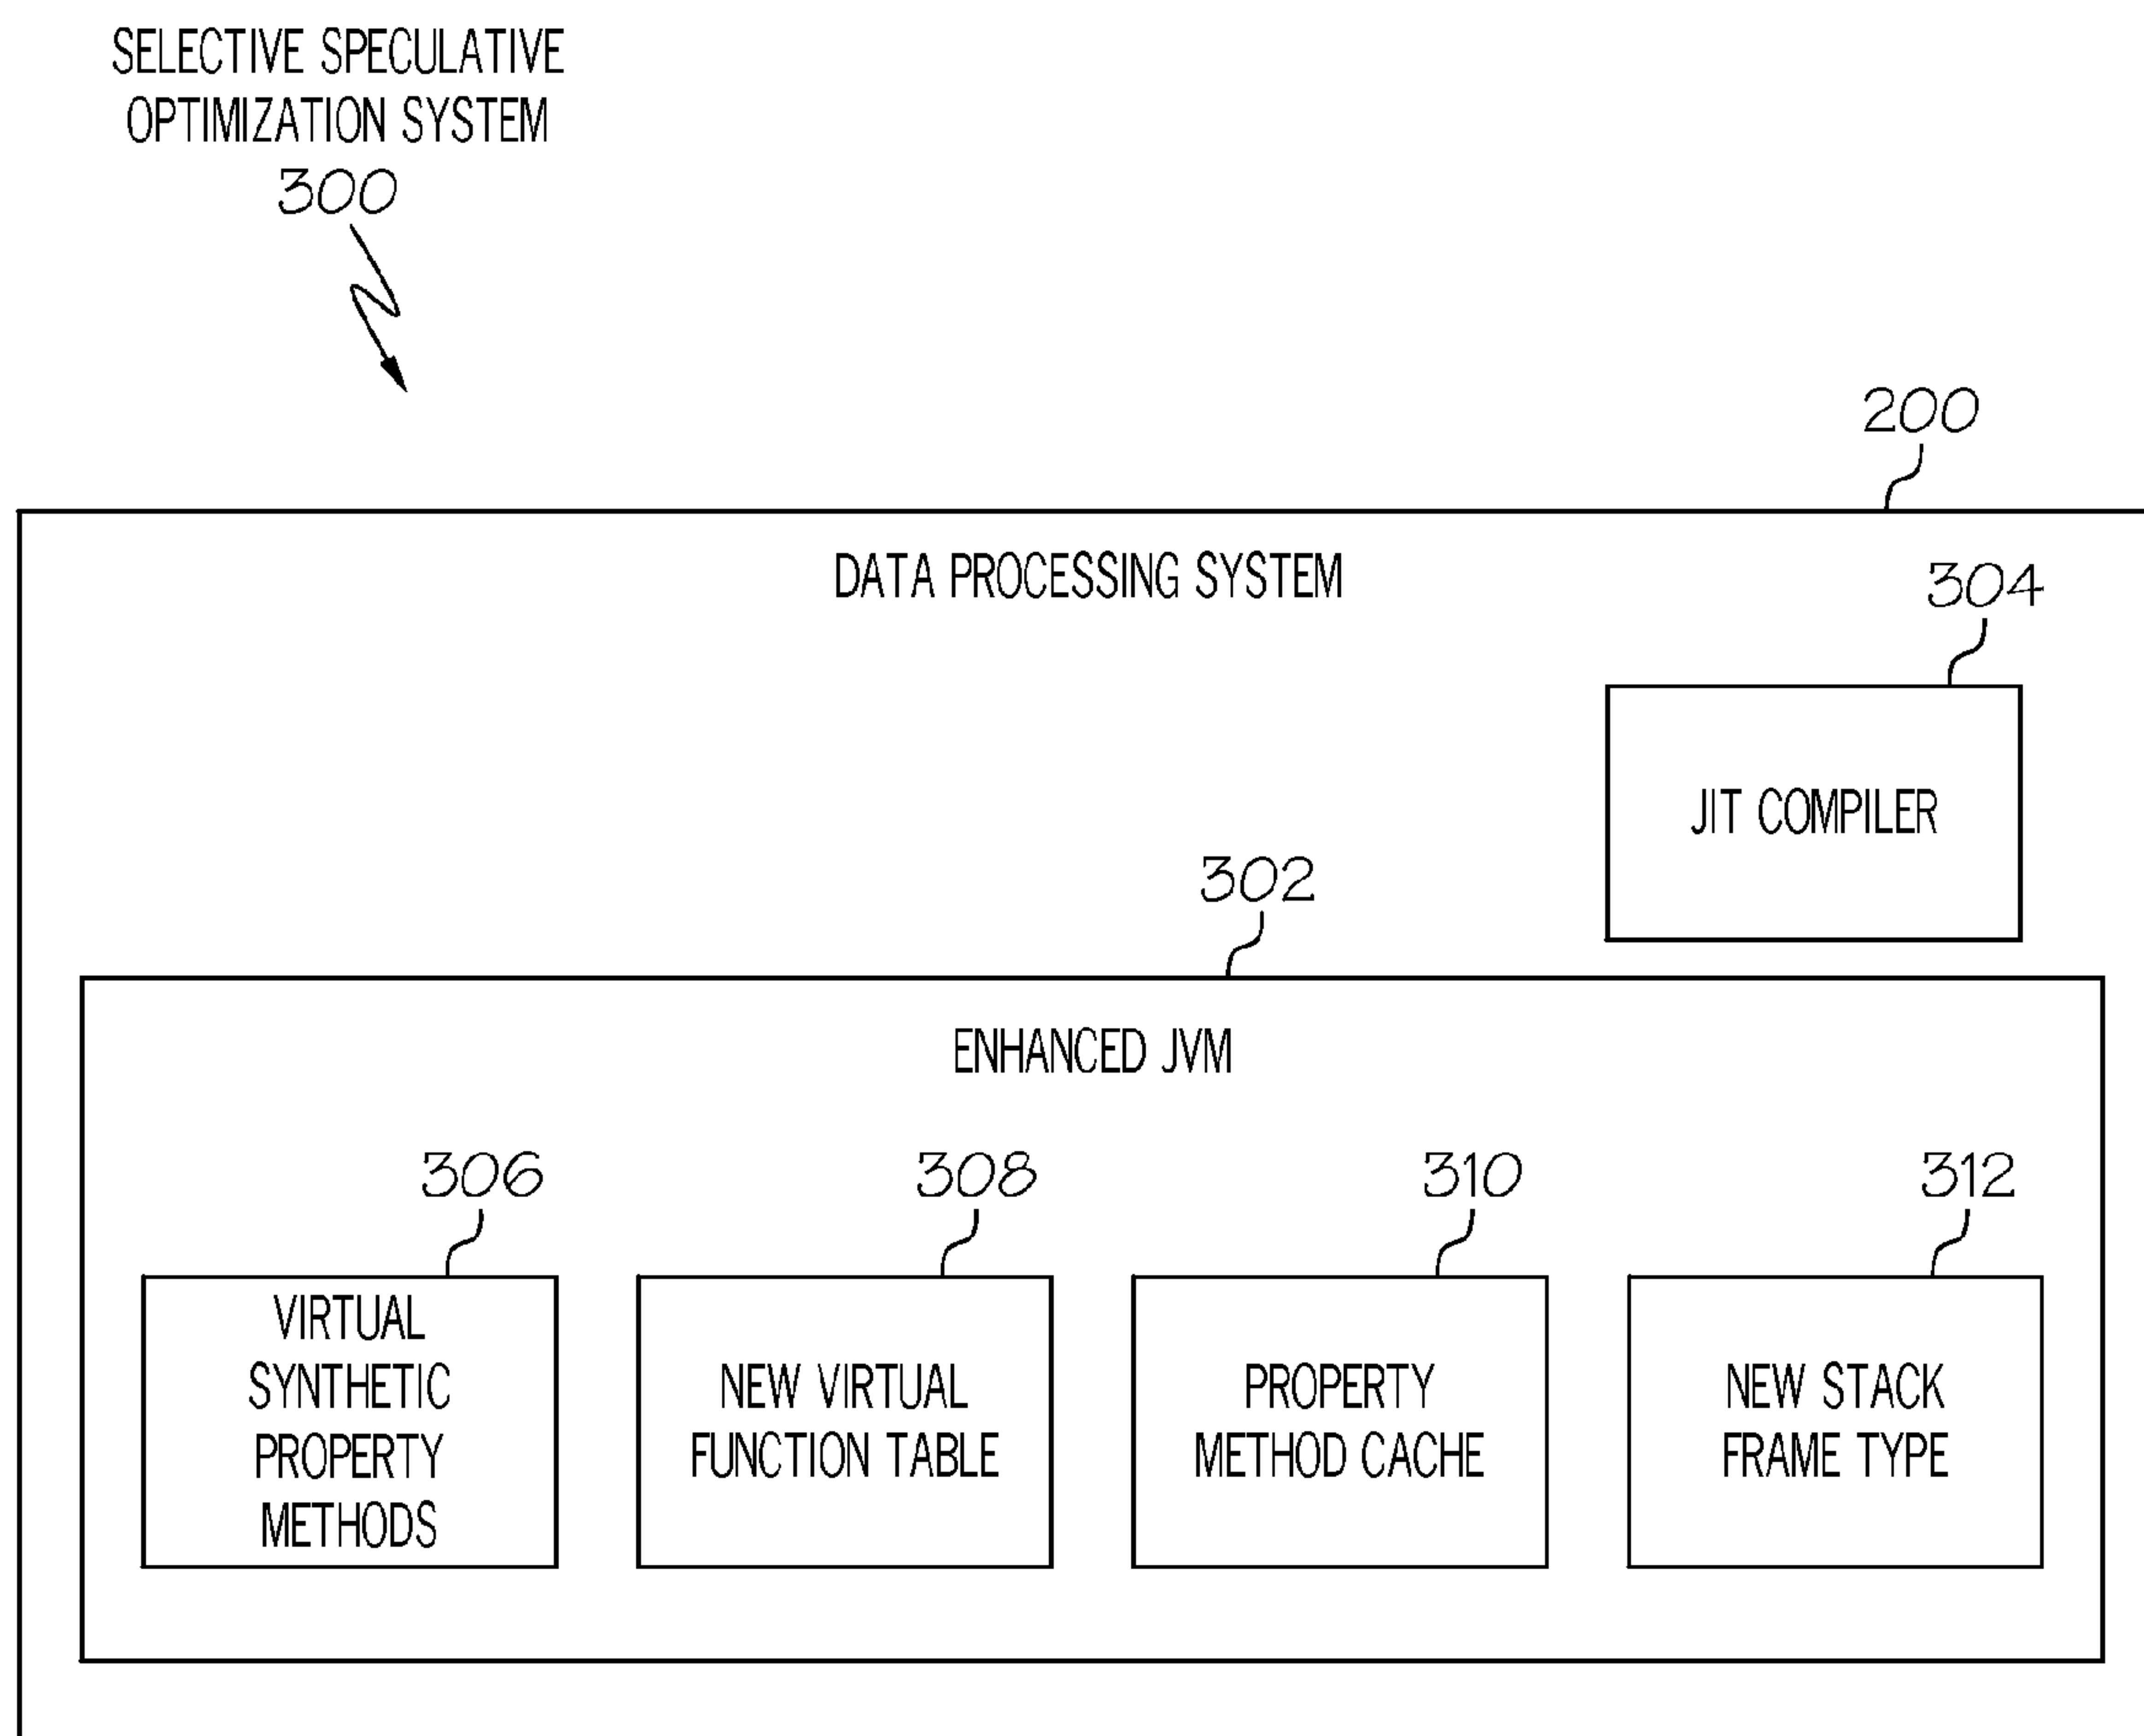 SELECTIVE SPECULATIVE
OPTIMIZATION SYSTEM
300
200
DATA PROCESSING SYSTEM
304
JIT COMPILER
302
ENHANCED JVM
306
308
310
312
VIRTUAL
SYNTHETIC
PROPERTY
METHODS
NEW VIRTUAL
FUNCTION TABLE
PROPERTY
METHOD CACHE
NEW STACK
FRAME TYPE